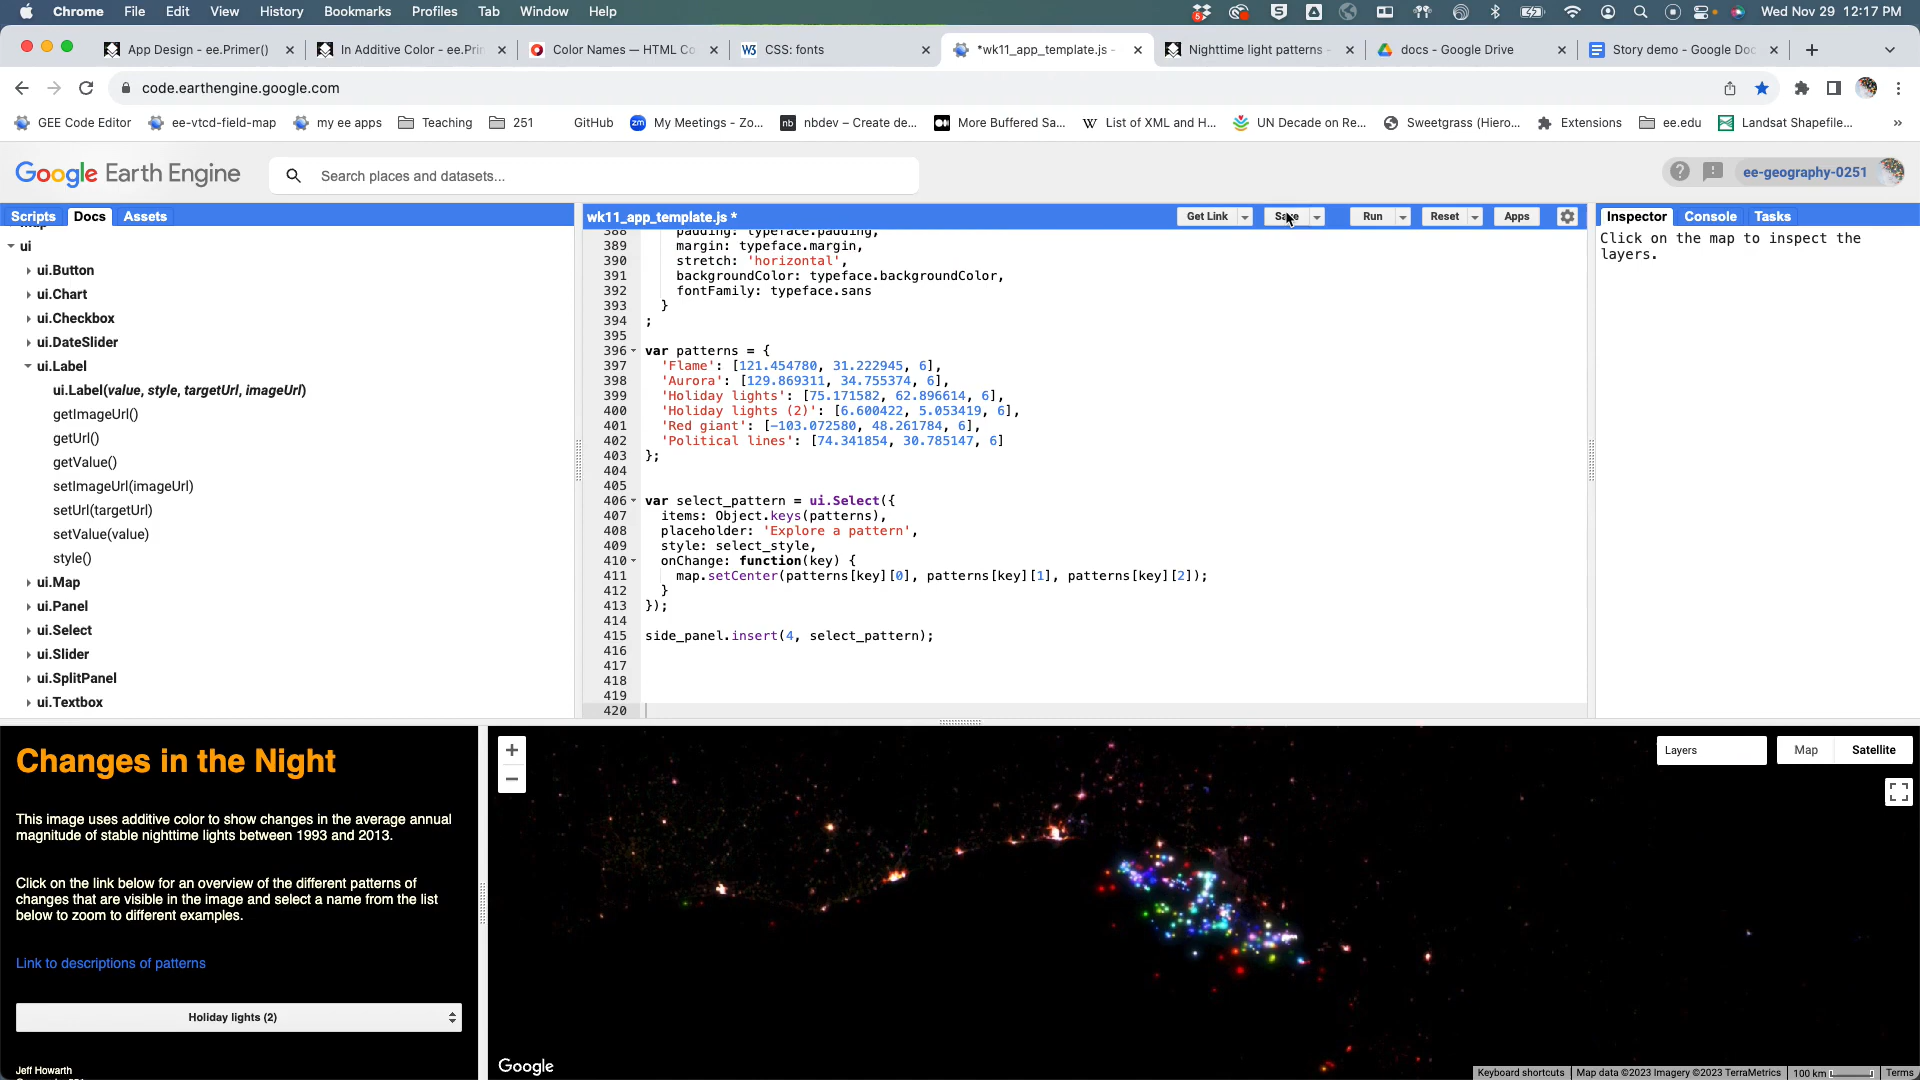 Chrome File Edit View History Bookmarks Profiles Tab Window Help Wed Nov 29 12:17 PM
App Design - ee.Primer() In Additive Color - ee.Pri Color Names — HTML Co CSS: fonts *wk11_app_template.js - Nighttime light patterns - docs - Google Drive Story demo - Google Doc
code.earthengine.google.com
GEE Code Editor ee-vtcd-field-map my ee apps Teaching 251 GitHub My Meetings - Zo... nbdev – Create de... More Buffered Sa... List of XML and H... UN Decade on Re... Sweetgrass (Hiero... Extensions ee.edu Landsat Shapefile... »
Google Earth Engine Search places and datasets... ee-geography-0251
Scripts Docs Assets
ui
ui.Button
ui.Chart
ui.Checkbox
ui.DateSlider
ui.Label
ui.Label(value, style, targetUrl, imageUrl)
getImageUrl()
getUrl()
getValue()
setImageUrl(imageUrl)
setUrl(targetUrl)
setValue(value)
style()
ui.Map
ui.Panel
ui.Select
ui.Slider
ui.SplitPanel
ui.Textbox
wk11_app_template.js * Get Link Save Run Reset Apps
388 padding: typeface.padding,
389 margin: typeface.margin,
390 stretch: 'horizontal',
391 backgroundColor: typeface.backgroundColor,
392 fontFamily: typeface.sans
393 }
394 ;
395
396 var patterns = {
397 'Flame': [121.454780, 31.222945, 6],
398 'Aurora': [129.869311, 34.755374, 6],
399 'Holiday lights': [75.171582, 62.896614, 6],
400 'Holiday lights (2)': [6.600422, 5.053419, 6],
401 'Red giant': [-103.072580, 48.261784, 6],
402 'Political lines': [74.341854, 30.785147, 6]
403 };
404
405
406 var select_pattern = ui.Select({
407 items: Object.keys(patterns),
408 placeholder: 'Explore a pattern',
409 style: select_style,
410 onChange: function(key) {
411 map.setCenter(patterns[key][0], patterns[key][1], patterns[key][2]);
412 }
413 });
414
415 side_panel.insert(4, select_pattern);
416
417
418
419
420
Inspector Console Tasks
Click on the map to inspect the
layers.
Changes in the Night
This image uses additive color to show changes in the average annual
magnitude of stable nighttime lights between 1993 and 2013.
Click on the link below for an overview of the different patterns of
changes that are visible in the image and select a name from the list
below to zoom to different examples.
Link to descriptions of patterns
Holiday lights (2)
Jeff Howarth
+
−
Layers Map Satellite
Google
Keyboard shortcuts Map data ©2023 Imagery ©2023 TerraMetrics 100 km Terms